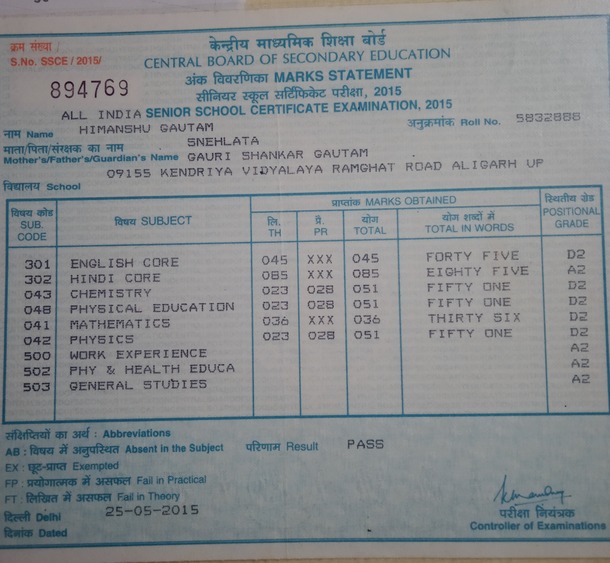 क्रम संख्या /
S.No. SSCE / 2015/
894769
केन्द्रीय माध्यमिक शिक्षा बोर्ड
CENTRAL BOARD OF SECONDARY EDUCATION
अंक विवरणिका MARKS STATEMENT
सीनियर स्कूल सर्टिफिकेट परीक्षा, 2015
ALL INDIA SENIOR SCHOOL CERTIFICATE EXAMINATION, 2015
नाम Name HIMANSHU GAUTAM अनुक्रमांक Roll No. 5832888
माता/पिता/संरक्षक का नाम SNEHLATA
Mother's/Father's/Guardian's Name GAURI SHANKAR GAUTAM
09155 KENDRIYA VIDYALAYA RAMGHAT ROAD ALIGARH UP
विद्यालय School
विषय कोड SUB. CODE विषय SUBJECT प्राप्तांक MARKS OBTAINED स्थितीय ग्रेड POSITIONAL GRADE
लि. TH प्रै. PR योग TOTAL योग शब्दों में TOTAL IN WORDS
301 ENGLISH CORE 045 XXX 045 FORTY FIVE D2
302 HINDI CORE 085 XXX 085 EIGHTY FIVE A2
043 CHEMISTRY 023 028 051 FIFTY ONE D2
048 PHYSICAL EDUCATION 023 028 051 FIFTY ONE D2
041 MATHEMATICS 036 XXX 036 THIRTY SIX D2
042 PHYSICS 023 028 051 FIFTY ONE D2
500 WORK EXPERIENCE A2
502 PHY & HEALTH EDUCA A2
503 GENERAL STUDIES A2
संक्षिप्तियों का अर्थ : Abbreviations
AB : विषय में अनुपस्थित Absent in the Subject परिणाम Result PASS
EX : छूट-प्राप्त Exempted
FP : प्रयोगात्मक में असफल Fail in Practical
FT : लिखित में असफल Fail in Theory
दिल्ली Delhi 25-05-2015
दिनांक Dated
परीक्षा नियंत्रक
Controller of Examinations